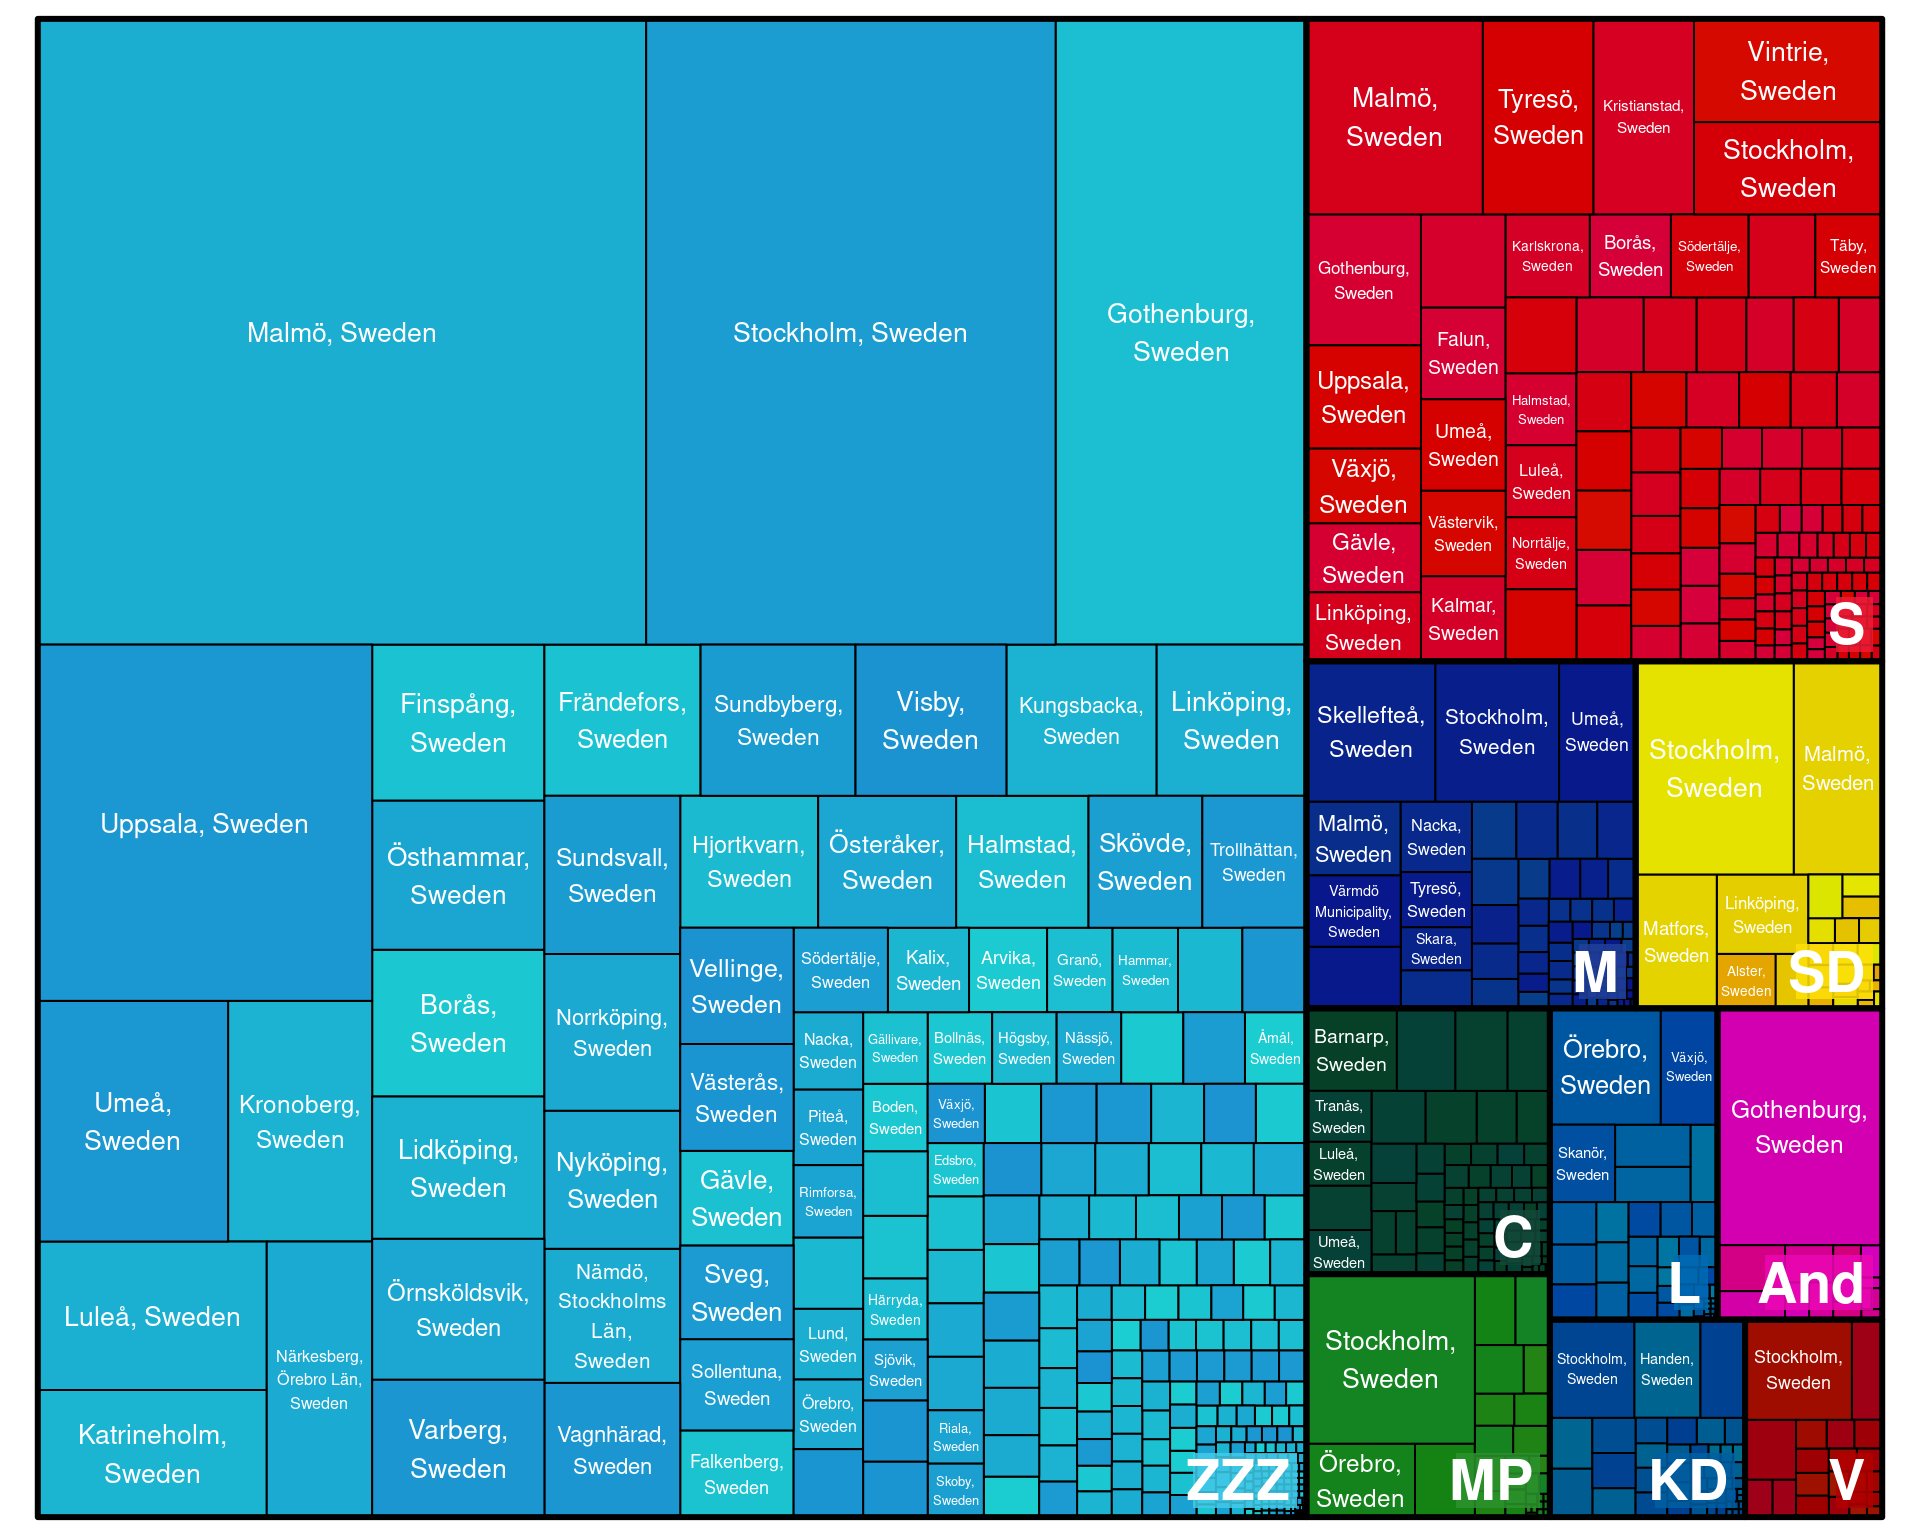 Malmö, Sweden
Stockholm, Sweden
Gothenburg,
Sweden
Uppsala, Sweden
Umeå,
Sweden
Kronoberg,
Sweden
Luleå, Sweden
Katrineholm,
Sweden
Närkesberg,
Örebro Län,
Sweden
Finspång,
Sweden
Östhammar,
Sweden
Borås,
Sweden
Lidköping,
Sweden
Örnsköldsvik,
Sweden
Varberg,
Sweden
Frändefors,
Sweden
Sundbyberg,
Sweden
Visby,
Sweden
Kungsbacka,
Sweden
Linköping,
Sweden
Sundsvall,
Sweden
Norrköping,
Sweden
Nyköping,
Sweden
Nämdö,
Stockholms
Län,
Sweden
Vagnhärad,
Sweden
Hjortkvarn,
Sweden
Österåker,
Sweden
Halmstad,
Sweden
Skövde,
Sweden
Trollhättan,
Sweden
Vellinge,
Sweden
Västerås,
Sweden
Gävle,
Sweden
Sveg,
Sweden
Sollentuna,
Sweden
Falkenberg,
Sweden
Södertälje,
Sweden
Kalix,
Sweden
Arvika,
Sweden
Granö,
Sweden
Hammar,
Sweden
Nacka,
Sweden
Piteå,
Sweden
Rimforsa,
Sweden
Lund,
Sweden
Örebro,
Sweden
Gällivare,
Sweden
Boden,
Sweden
Härryda,
Sweden
Sjövik,
Sweden
Bollnäs,
Sweden
Högsby,
Sweden
Nässjö,
Sweden
Åmål,
Sweden
Växjö,
Sweden
Edsbro,
Sweden
Riala,
Sweden
Skoby,
Sweden
ZZZ
Malmö,
Sweden
Tyresö,
Sweden
Kristianstad,
Sweden
Vintrie,
Sweden
Stockholm,
Sweden
Gothenburg,
Sweden
Uppsala,
Sweden
Växjö,
Sweden
Gävle,
Sweden
Linköping,
Sweden
Falun,
Sweden
Umeå,
Sweden
Västervik,
Sweden
Kalmar,
Sweden
Karlskrona,
Sweden
Borås,
Sweden
Södertälje,
Sweden
Täby,
Sweden
Halmstad,
Sweden
Luleå,
Sweden
Norrtälje,
Sweden
S
Skellefteå,
Sweden
Stockholm,
Sweden
Umeå,
Sweden
Malmö,
Sweden
Värmdö
Municipality,
Sweden
Nacka,
Sweden
Tyresö,
Sweden
Skara,
Sweden
M
Stockholm,
Sweden
Malmö,
Sweden
Matfors,
Sweden
Linköping,
Sweden
Alster,
Sweden
SD
Barnarp,
Sweden
Tranås,
Sweden
Luleå,
Sweden
Umeå,
Sweden
C
Örebro,
Sweden
Växjö,
Sweden
Skanör,
Sweden
L
Gothenburg,
Sweden
And
Stockholm,
Sweden
Örebro,
Sweden
MP
Stockholm,
Sweden
Handen,
Sweden
KD
Stockholm,
Sweden
V